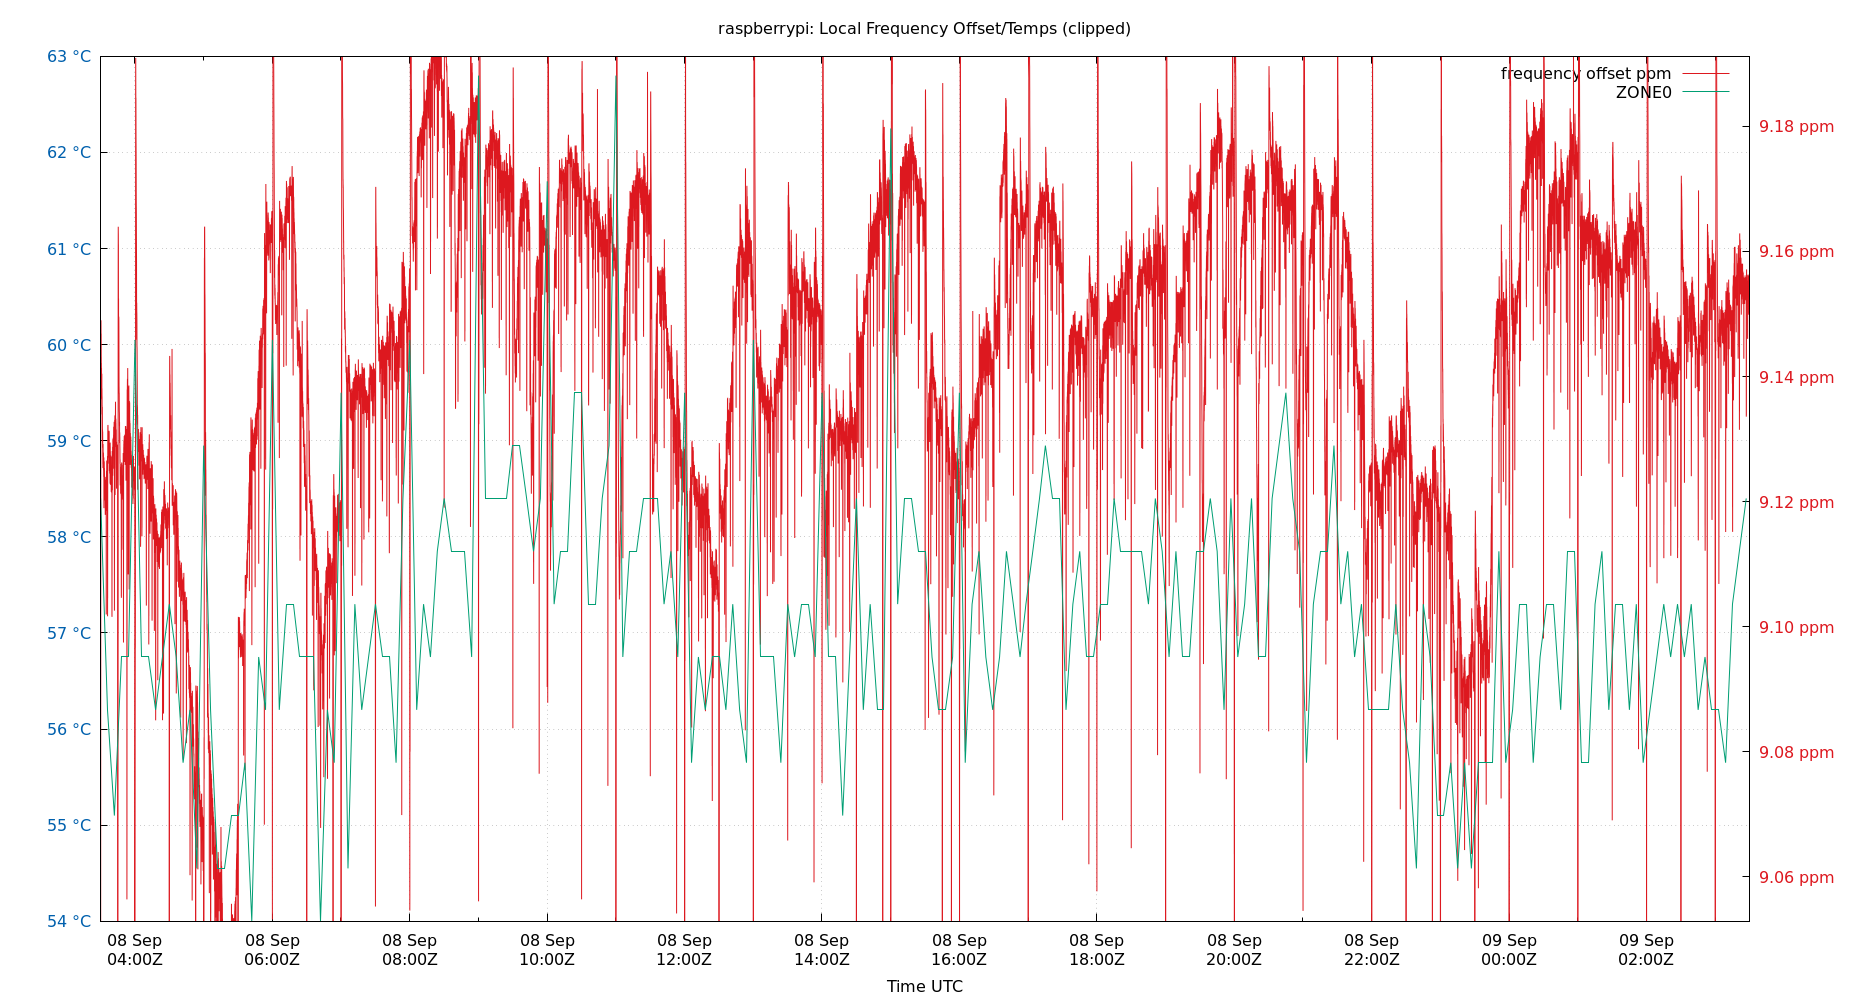 raspberrypi: Local Frequency Offset/Temps (clipped)
63 °C
62 °C
61 °C
60 °C
59 °C
58 °C
57 °C
56 °C
55 °C
54 °C
frequency offset ppm
ZONE0
9.18 ppm
9.16 ppm
9.14 ppm
9.12 ppm
9.10 ppm
9.08 ppm
9.06 ppm
08 Sep 08 Sep 08 Sep 08 Sep 08 Sep 08 Sep 08 Sep 08 Sep 08 Sep 08 Sep 09 Sep 09 Sep
04:00Z 06:00Z 08:00Z 10:00Z 12:00Z 14:00Z 16:00Z 18:00Z 20:00Z 22:00Z 00:00Z 02:00Z
Time UTC